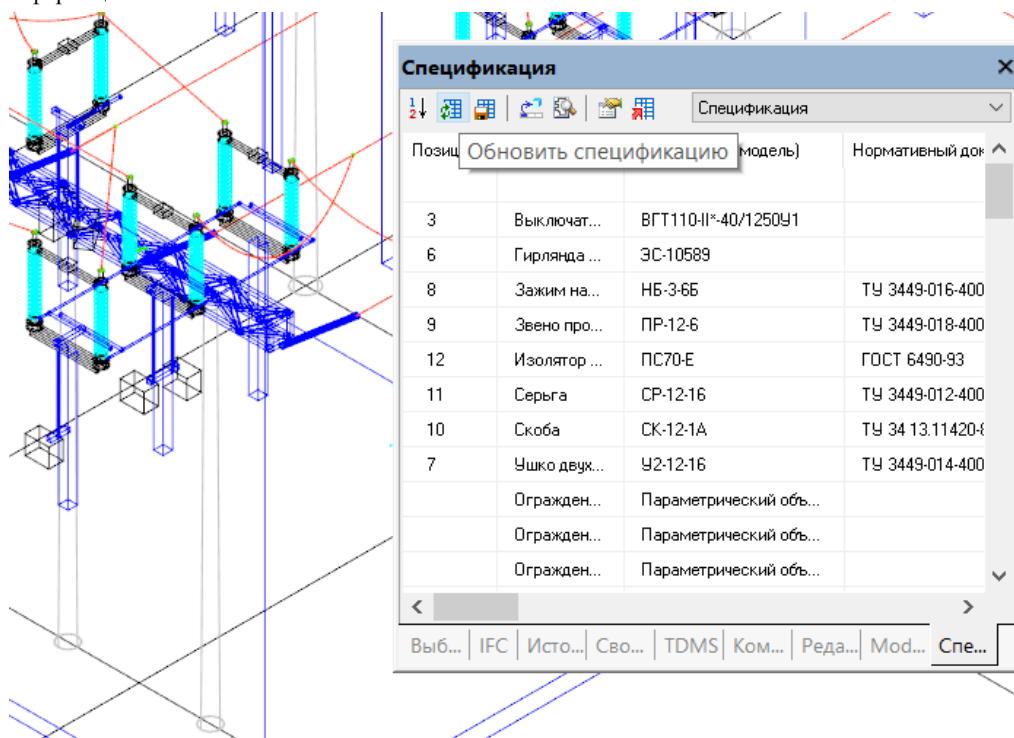 Спецификация
Спецификация
Обновить спецификацию
Позиц модель) Нормативный док
3 Выключат... ВГТ110-II*-40/1250У1
6 Гирлянда ... ЭС-10589
8 Зажим на... НБ-3-6Б ТУ 3449-016-400
9 Звено про... ПР-12-6 ТУ 3449-018-400
12 Изолятор ... ПС70-Е ГОСТ 6490-93
11 Серьга СР-12-16 ТУ 3449-012-400
10 Скоба СК-12-1А ТУ 34 13.11420-8
7 Ушко двух... У2-12-16 ТУ 3449-014-400
Огражден... Параметрический объ...
Огражден... Параметрический объ...
Огражден... Параметрический объ...
Выб... IFC Исто... Сво... TDMS Ком... Реда... Mod... Спе...